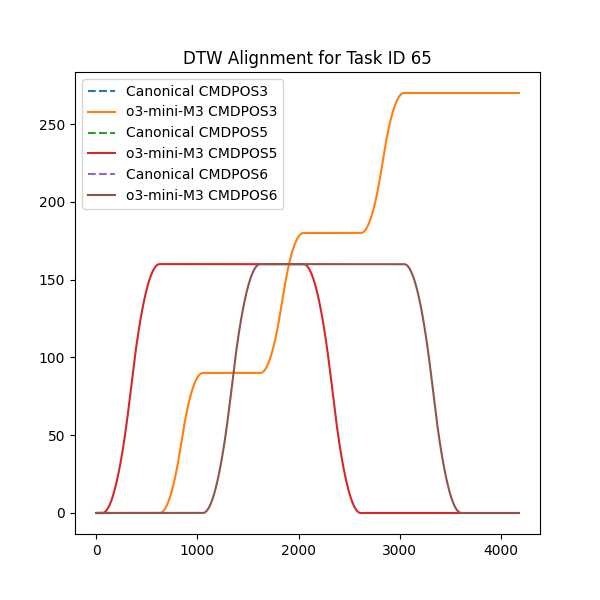 DTW Alignment for Task ID 65
Canonical CMDPOS3
o3-mini-M3 CMDPOS3
Canonical CMDPOS5
o3-mini-M3 CMDPOS5
Canonical CMDPOS6
o3-mini-M3 CMDPOS6
250
200
150
100
50
0
0 1000 2000 3000 4000